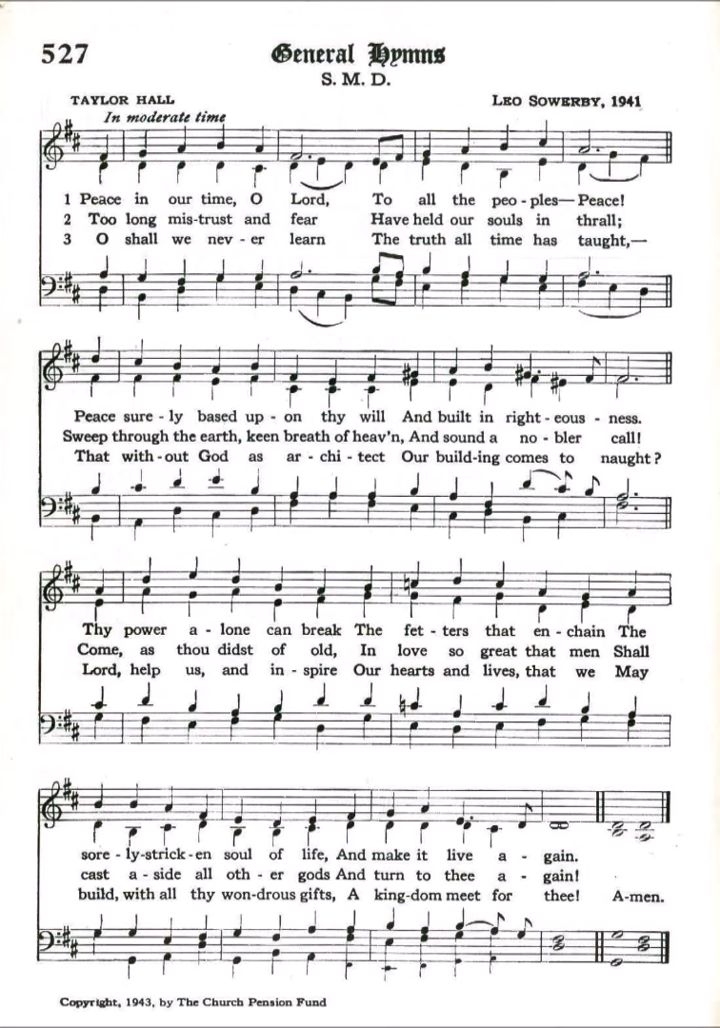 527 General Hymns
S. M. D.
TAYLOR HALL LEO SOWERBY, 1941
In moderate time
1 Peace in our time, O Lord, To all the peo - ples— Peace!
2 Too long mis-trust and fear Have held our souls in thrall;
3 O shall we nev - er learn The truth all time has taught,—
Peace sure - ly based up - on thy will And built in right - eous - ness.
Sweep through the earth, keen breath of heav'n, And sound a no - bler call!
That with - out God as ar - chi - tect Our build-ing comes to naught?
Thy power a - lone can break The fet - ters that en - chain The
Come, as thou didst of old, In love so great that men Shall
Lord, help us, and in - spire Our hearts and lives, that we May
sore - ly-strick - en soul of life, And make it live a - gain.
cast a - side all oth - er gods And turn to thee a - gain!
build, with all thy won-drous gifts, A king-dom meet for thee! A-men.
Copyright, 1943, by The Church Pension Fund